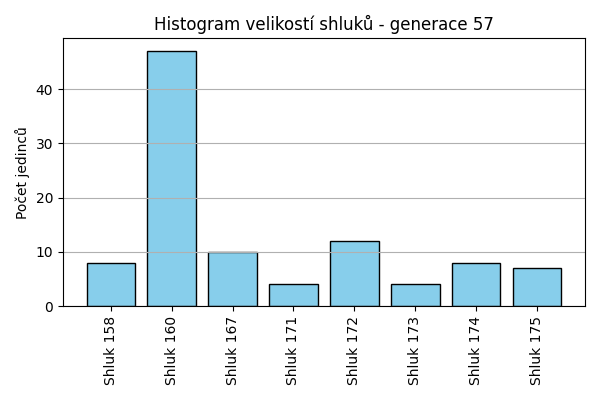 Histogram velikostí shluků - generace 57
Počet jedinců
40
30
20
10
0
Shluk 158
Shluk 160
Shluk 167
Shluk 171
Shluk 172
Shluk 173
Shluk 174
Shluk 175